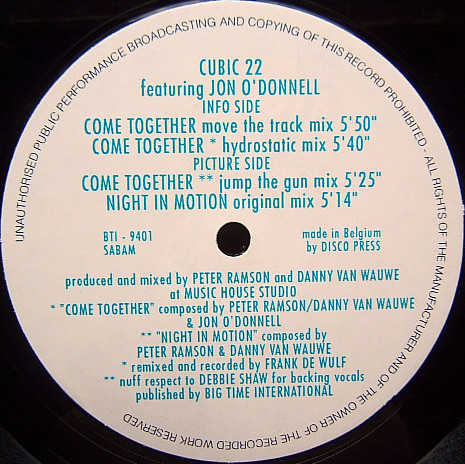 UNAUTHORISED PUBLIC PERFORMANCE BROADCASTING AND COPYING OF THIS RECORD PROHIBITED - ALL RIGHTS OF THE MANUFACTURER AND OF THE OWNER OF THE RECORDED WORK RESERVED
CUBIC 22
featuring JON O'DONNELL
INFO SIDE
COME TOGETHER move the track mix 5'50"
COME TOGETHER * hydrostatic mix 5'40"
PICTURE SIDE
COME TOGETHER ** jump the gun mix 5'25"
NIGHT IN MOTION original mix 5'14"
BTI - 9401
SABAM
made in Belgium
by DISCO PRESS
produced and mixed by PETER RAMSON and DANNY VAN WAUWE
at MUSIC HOUSE STUDIO
* "COME TOGETHER" composed by PETER RAMSON/DANNY VAN WAUWE
& JON O'DONNELL
** "NIGHT IN MOTION" composed by
PETER RAMSON & DANNY VAN WAUWE
* remixed and recorded by FRANK DE WULF
** nuff respect to DEBBIE SHAW for backing vocals
published by BIG TIME INTERNATIONAL